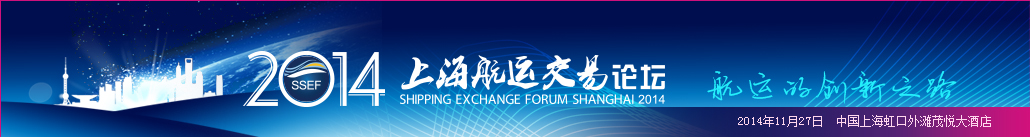 2014 上海航运交易论坛
SSEF
SHIPPING EXCHANGE FORUM SHANGHAI 2014
航运的创新之路
2014年11月27日 中国上海虹口外滩茂悦大酒店